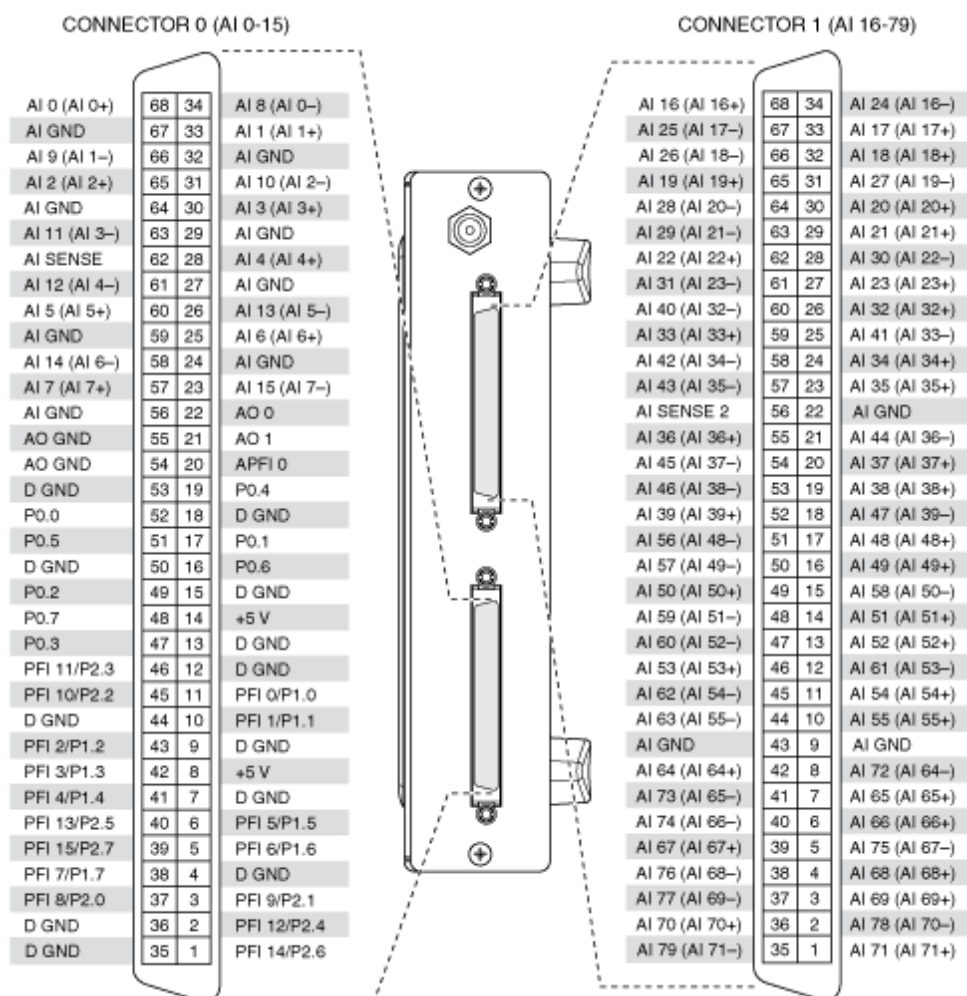 CONNECTOR 0 (AI 0-15)
AI 0 (AI 0+) 68 34 AI 8 (AI 0–)
AI GND 67 33 AI 1 (AI 1+)
AI 9 (AI 1–) 66 32 AI GND
AI 2 (AI 2+) 65 31 AI 10 (AI 2–)
AI GND 64 30 AI 3 (AI 3+)
AI 11 (AI 3–) 63 29 AI GND
AI SENSE 62 28 AI 4 (AI 4+)
AI 12 (AI 4–) 61 27 AI GND
AI 5 (AI 5+) 60 26 AI 13 (AI 5–)
AI GND 59 25 AI 6 (AI 6+)
AI 14 (AI 6–) 58 24 AI GND
AI 7 (AI 7+) 57 23 AI 15 (AI 7–)
AI GND 56 22 AO 0
AO GND 55 21 AO 1
AO GND 54 20 APFI 0
D GND 53 19 P0.4
P0.0 52 18 D GND
P0.5 51 17 P0.1
D GND 50 16 P0.6
P0.2 49 15 D GND
P0.7 48 14 +5 V
P0.3 47 13 D GND
PFI 11/P2.3 46 12 D GND
PFI 10/P2.2 45 11 PFI 0/P1.0
D GND 44 10 PFI 1/P1.1
PFI 2/P1.2 43 9 D GND
PFI 3/P1.3 42 8 +5 V
PFI 4/P1.4 41 7 D GND
PFI 13/P2.5 40 6 PFI 5/P1.5
PFI 15/P2.7 39 5 PFI 6/P1.6
PFI 7/P1.7 38 4 D GND
PFI 8/P2.0 37 3 PFI 9/P2.1
D GND 36 2 PFI 12/P2.4
D GND 35 1 PFI 14/P2.6
CONNECTOR 1 (AI 16-79)
AI 16 (AI 16+) 68 34 AI 24 (AI 16–)
AI 25 (AI 17–) 67 33 AI 17 (AI 17+)
AI 26 (AI 18–) 66 32 AI 18 (AI 18+)
AI 19 (AI 19+) 65 31 AI 27 (AI 19–)
AI 28 (AI 20–) 64 30 AI 20 (AI 20+)
AI 29 (AI 21–) 63 29 AI 21 (AI 21+)
AI 22 (AI 22+) 62 28 AI 30 (AI 22–)
AI 31 (AI 23–) 61 27 AI 23 (AI 23+)
AI 40 (AI 32–) 60 26 AI 32 (AI 32+)
AI 33 (AI 33+) 59 25 AI 41 (AI 33–)
AI 42 (AI 34–) 58 24 AI 34 (AI 34+)
AI 43 (AI 35–) 57 23 AI 35 (AI 35+)
AI SENSE 2 56 22 AI GND
AI 36 (AI 36+) 55 21 AI 44 (AI 36–)
AI 45 (AI 37–) 54 20 AI 37 (AI 37+)
AI 46 (AI 38–) 53 19 AI 38 (AI 38+)
AI 39 (AI 39+) 52 18 AI 47 (AI 39–)
AI 56 (AI 48–) 51 17 AI 48 (AI 48+)
AI 57 (AI 49–) 50 16 AI 49 (AI 49+)
AI 50 (AI 50+) 49 15 AI 58 (AI 50–)
AI 59 (AI 51–) 48 14 AI 51 (AI 51+)
AI 60 (AI 52–) 47 13 AI 52 (AI 52+)
AI 53 (AI 53+) 46 12 AI 61 (AI 53–)
AI 62 (AI 54–) 45 11 AI 54 (AI 54+)
AI 63 (AI 55–) 44 10 AI 55 (AI 55+)
AI GND 43 9 AI GND
AI 64 (AI 64+) 42 8 AI 72 (AI 64–)
AI 73 (AI 65–) 41 7 AI 65 (AI 65+)
AI 74 (AI 66–) 40 6 AI 66 (AI 66+)
AI 67 (AI 67+) 39 5 AI 75 (AI 67–)
AI 76 (AI 68–) 38 4 AI 68 (AI 68+)
AI 77 (AI 69–) 37 3 AI 69 (AI 69+)
AI 70 (AI 70+) 36 2 AI 78 (AI 70–)
AI 79 (AI 71–) 35 1 AI 71 (AI 71+)